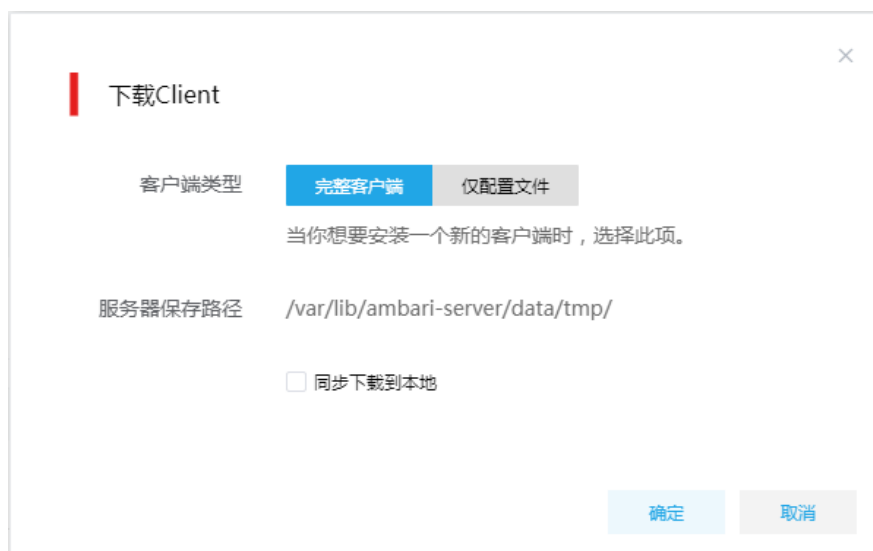 下载Client
客户端类型 完整客户端 仅配置文件
当你想要安装一个新的客户端时，选择此项。
服务器保存路径 /var/lib/ambari-server/data/tmp/
同步下载到本地
确定 取消